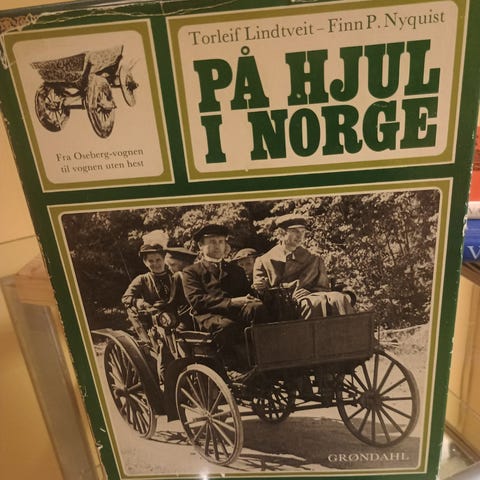 Torleif Lindtveit – Finn P. Nyquist
PÅ HJUL
I NORGE
Fra Oseberg-vognen
til vognen uten hest
GRØNDAHL